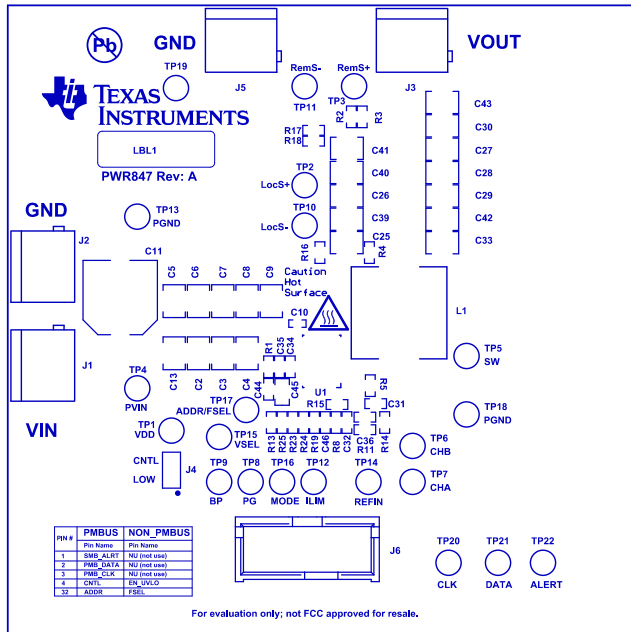 Pb
GND
VOUT
TP19
J5
RemS-
RemS+
J3
TP11
TP3
TEXAS
INSTRUMENTS
R2
R3
C43
C30
R17
R18
LBL1
C41
C27
PWR847 Rev: A
TP2
C40
C28
LocS+
C26
C29
GND
TP13
PGND
TP10
C39
C42
LocS-
C25
C33
J2
C11
C5
C6
C7
C8
C9
R16
R4
Caution
Hot
Surface
C10
L1
J1
TP4
C13
C2
C3
C4
R1
C35
C34
TP5
SW
PVIN
C44
C45
U1
R5
VIN
TP17
ADDR/FSEL
R15
C31
TP18
PGND
TP1
VDD
TP15
VSEL
R13
R25
R23
R24
R19
C46
R8
C32
C36
R11
R14
TP6
CHB
CNTL
J4
LOW
TP9
TP8
TP16
TP12
TP14
TP7
CHA
BP
PG
MODE
ILIM
REFIN
PIN # PMBUS NON_PMBUS
Pin Name Pin Name
1 SMB_ALRT NU (not use)
2 PMB_DATA NU (not use)
3 PMB_CLK NU (not use)
4 CNTL EN_UVLO
32 ADDR FSEL
J6
TP20
TP21
TP22
CLK
DATA
ALERT
For evaluation only; not FCC approved for resale.